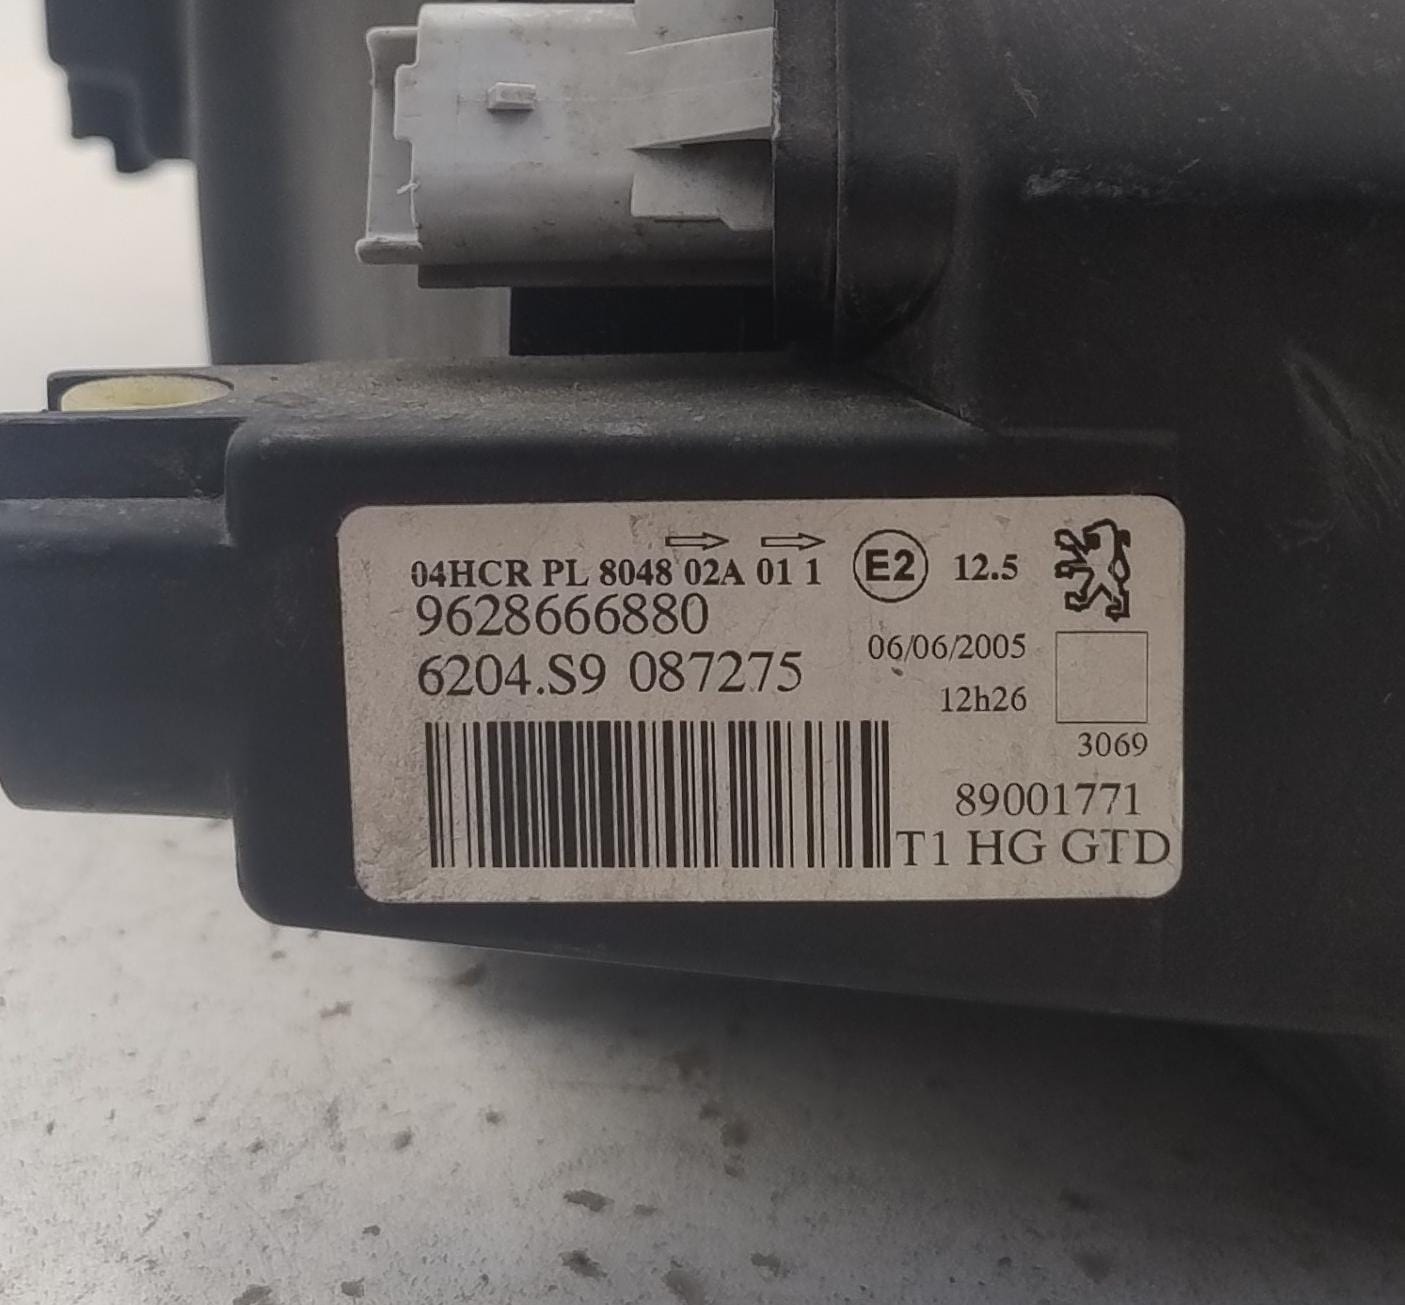 04HCR PL 8048 02A 01 1 E2 12.5
9628666880
06/06/2005
6204.S9 087275
12h26
3069
89001771
T1 HG GTD